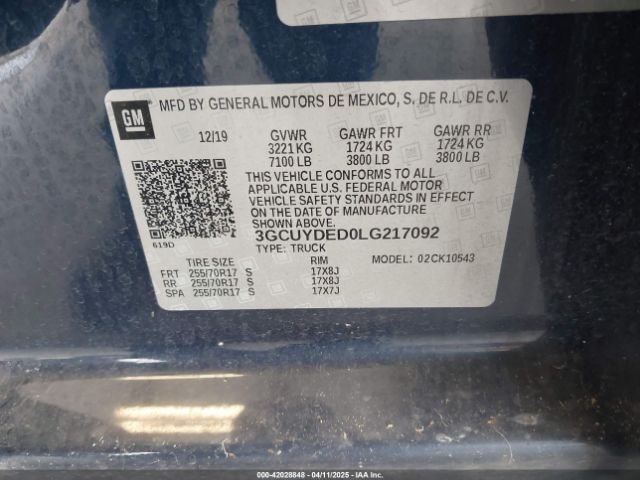 GM
MFD BY GENERAL MOTORS DE MEXICO, S. DE R.L. DE C.V.
12/19 GVWR GAWR FRT GAWR RR
3221 KG 1724 KG 1724 KG
7100 LB 3800 LB 3800 LB
THIS VEHICLE CONFORMS TO ALL
APPLICABLE U.S. FEDERAL MOTOR
VEHICLE SAFETY STANDARDS IN EFFECT
ON THE DATE OF MANUFACTURE
SHOWN ABOVE.
3GCUYDED0LG217092
619D
TYPE: TRUCK MODEL: 02CK10543
TIRE SIZE RIM
FRT 255/70R17 S 17X8J
RR 255/70R17 S 17X8J
SPA 255/70R17 S 17X7J
000-42028848 - 04/11/2025 - IAAI.COM